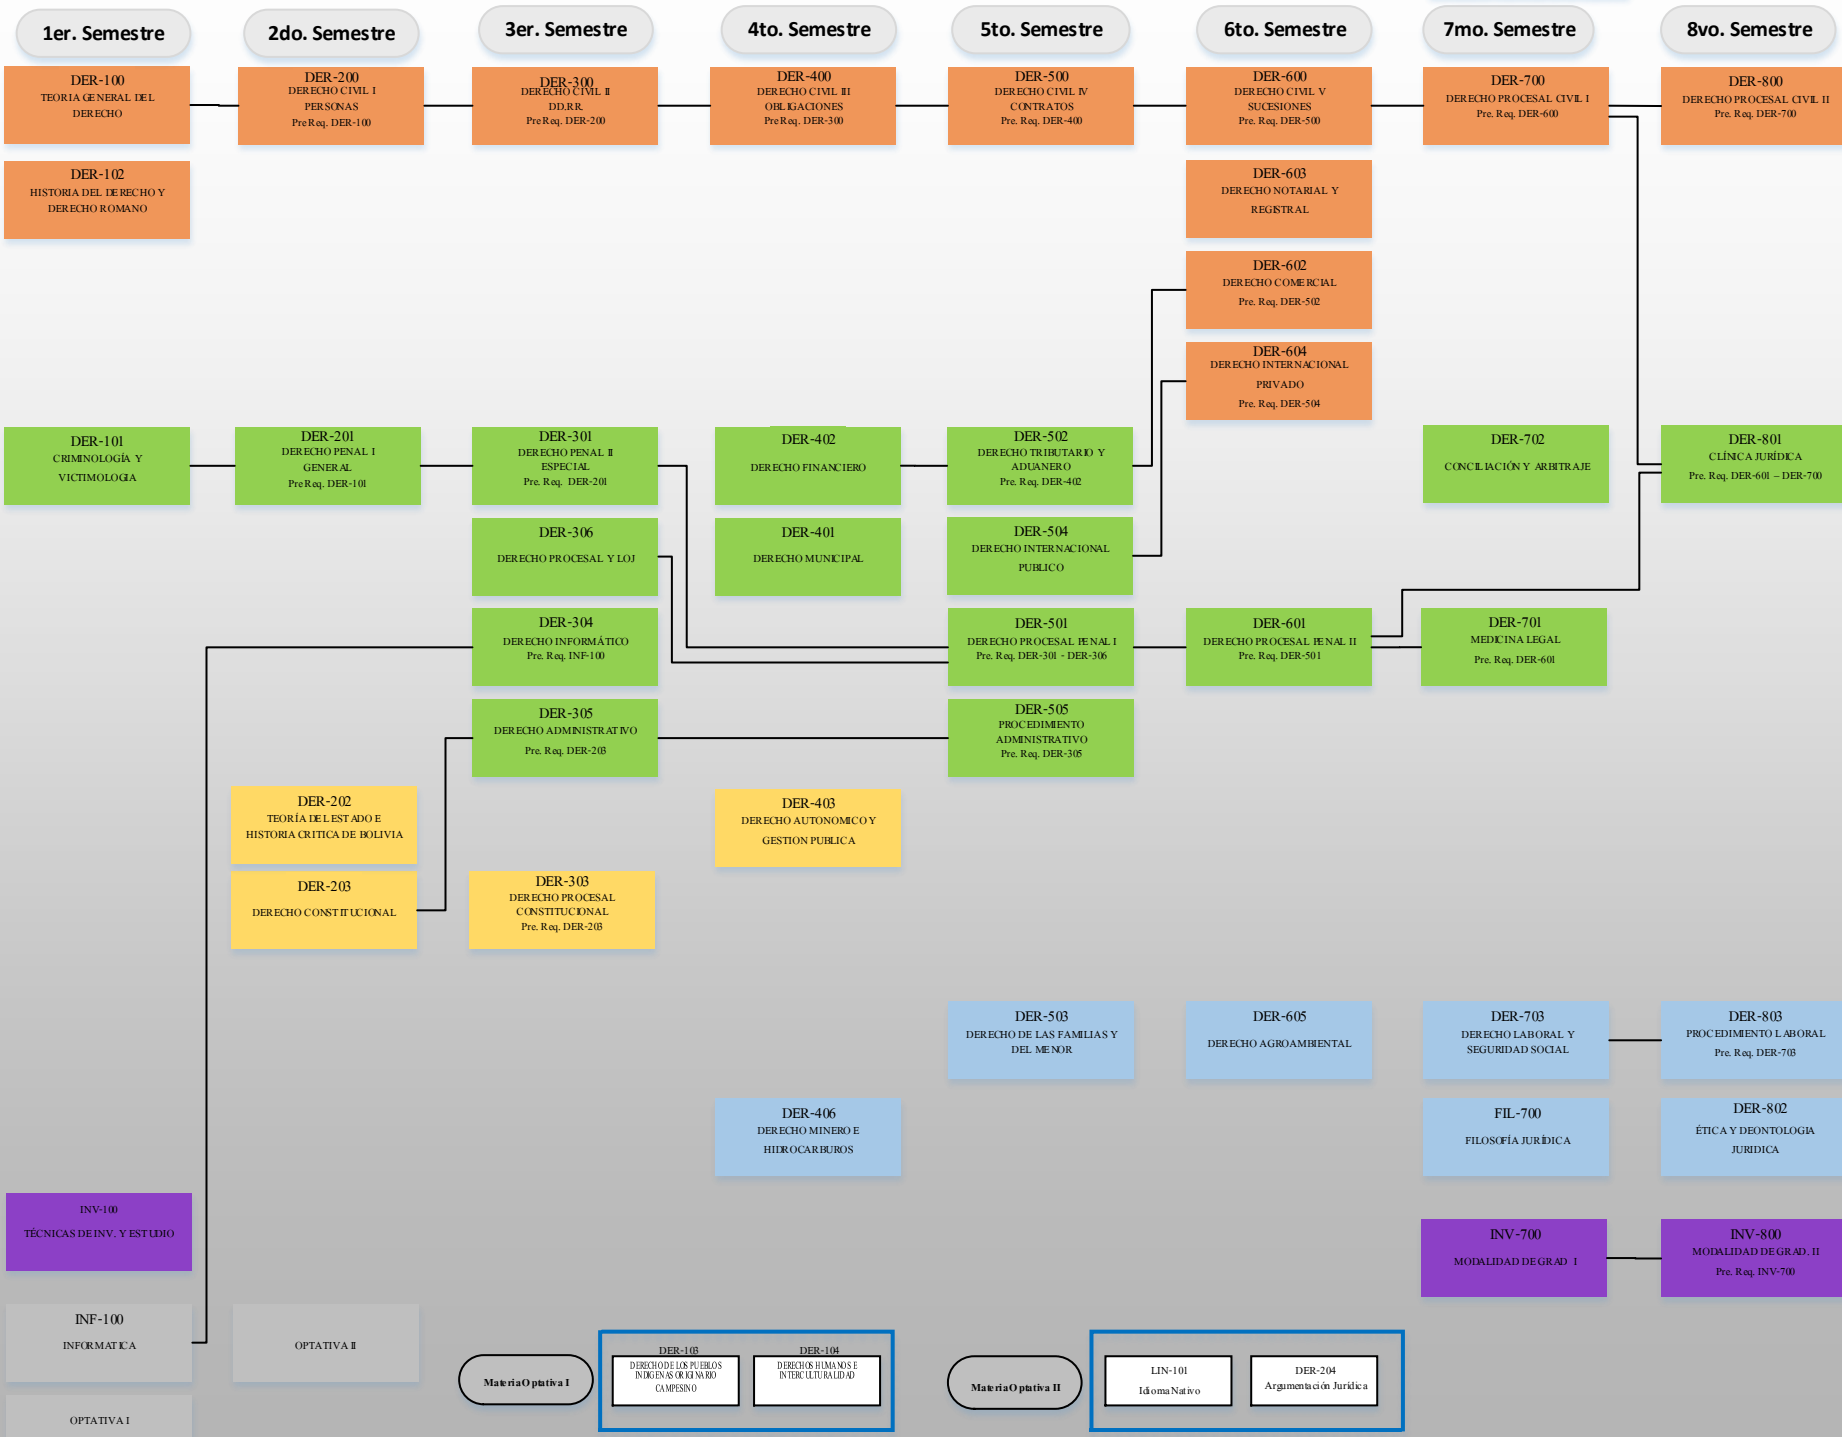 1er. Semestre
2do. Semestre
3er. Semestre
4to. Semestre
5to. Semestre
6to. Semestre
7mo. Semestre
8vo. Semestre
DER-100
TEORIA GENERAL DEL
DERECHO
DER-200
DERECHO CIVIL I
PERSONAS
Pre Req. DER-100
DER-300
DERECHO CIVIL II
DD.RR.
Pre Req. DER-200
DER-400
DERECHO CIVIL III
OBLIGACIONES
Pre Req. DER-300
DER-500
DERECHO CIVIL IV
CONTRATOS
Pre. Req. DER-400
DER-600
DERECHO CIVIL V
SUCESIONES
Pre. Req. DER-500
DER-700
DERECHO PROCESAL CIVIL I
Pre. Req. DER-600
DER-800
DERECHO PROCESAL CIVIL II
Pre. Req. DER-700
DER-102
HISTORIA DEL DERECHO Y
DERECHO ROMANO
DER-603
DERECHO NOTARIAL Y
REGISTRAL
DER-602
DERECHO COMERCIAL
Pre. Req. DER-502
DER-604
DERECHO INTERNACIONAL
PRIVADO
Pre. Req. DER-504
DER-101
CRIMINOLOGÍA Y
VICTIMOLOGIA
DER-201
DERECHO PENAL I
GENERAL
Pre Req. DER-101
DER-301
DERECHO PENAL II
ESPECIAL
Pre. Req. DER-201
DER-402
DERECHO FINANCIERO
DER-502
DERECHO TRIBUTARIO Y
ADUANERO
Pre. Req. DER-402
DER-702
CONCILIACIÓN Y ARBITRAJE
DER-801
CLÍNICA JURÍDICA
Pre. Req. DER-601 – DER-700
DER-306
DERECHO PROCESAL Y LOJ
DER-401
DERECHO MUNICIPAL
DER-504
DERECHO INTERNACIONAL
PUBLICO
DER-304
DERECHO INFORMÁTICO
Pre. Req INF-100
DER-501
DERECHO PROCESAL PENAL I
Pre. Req. DER-301 - DER-306
DER-601
DERECHO PROCESAL PENAL II
Pre. Req. DER-501
DER-701
MEDICINA LEGAL
Pre. Req. DER-601
DER-305
DERECHO ADMINISTRATIVO
Pre. Req. DER-203
DER-505
PROCEDIMIENTO
ADMINISTRATIVO
Pre. Req. DER-305
DER-202
TEORÍA DEL ESTADO E
HISTORIA CRITICA DE BOLIVIA
DER-403
DERECHO AUTONOMICO Y
GESTION PUBLICA
DER-203
DERECHO CONSTITUCIONAL
DER-303
DERECHO PROCESAL
CONSTITUCIONAL
Pre. Req. DER-203
DER-503
DERECHO DE LAS FAMILIAS Y
DEL MENOR
DER-605
DERECHO AGROAMBIENTAL
DER-703
DERECHO LABORAL Y
SEGURIDAD SOCIAL
DER-803
PROCEDIMIENTO LABORAL
Pre. Req. DER-703
DER-406
DERECHO MINERO E
HIDROCARBUROS
FIL-700
FILOSOFÍA JURÍDICA
DER-802
ÉTICA Y DEONTOLOGIA
JURIDICA
INV-100
TÉCNICAS DE INV. Y ESTUDIO
INV-700
MODALIDAD DE GRAD I
INV-800
MODALIDAD DE GRAD. II
Pre. Req. INV-700
INF-100
INFORMATICA
OPTATIVA II
OPTATIVA I
Materia Optativa I
DER-103
DERECHO DE LOS PUEBLOS
INDIGENAS ORIGINARIO
CAMPESINO
DER-104
DERECHOS HUMANOS E
INTERCULTURALIDAD
Materia Optativa II
LIN-101
Idioma Nativo
DER-204
Argumentación Jurídica